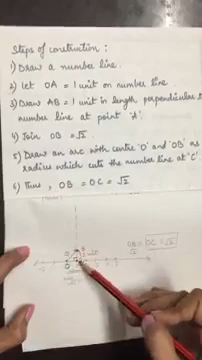 Steps of construction :
1) Draw a number line.
2) Let OA = 1 unit on number line
3) Draw AB = 1 unit in length perpendicular
number line at point 'A'.
4) Join OB = √2.
5) Draw an arc with centre 'O' and 'OB' as
radius which cuts the number line at 'C'
6) Thus, OB = OC = √2
OB = OC = √2